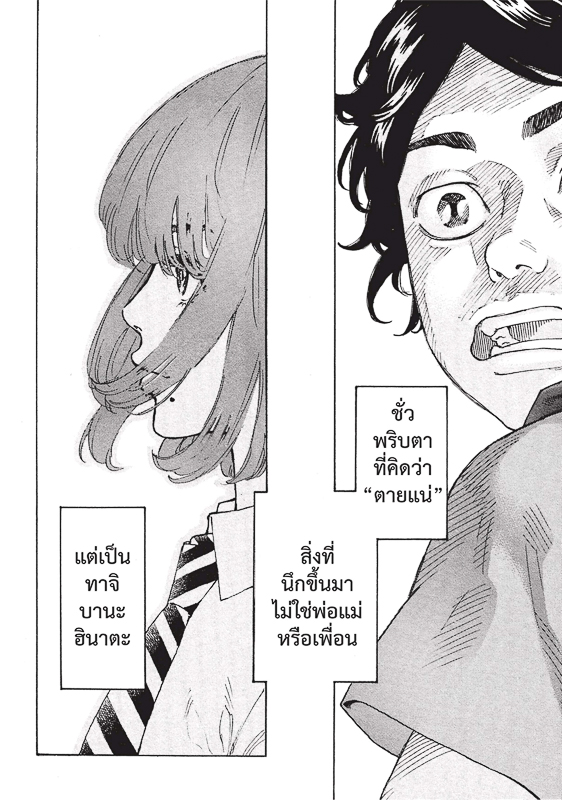 ชั่ว
พริบตา
ที่คิดว่า
“ตายแน่”
สิ่งที่
นึกขึ้นมา
ไม่ใช่พ่อแม่
หรือเพื่อน
แต่เป็น
ทาจิ
บานะ
ฮินาตะ